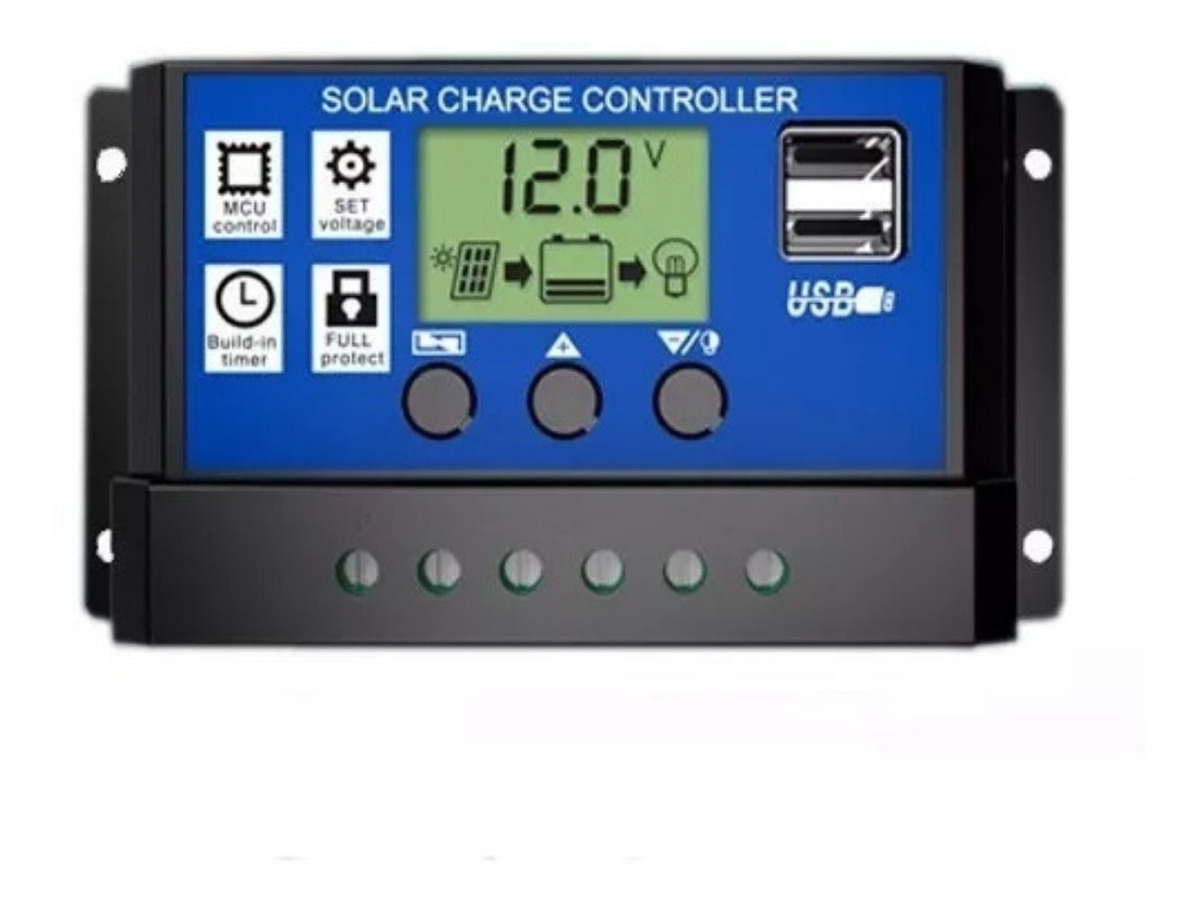 SOLAR CHARGE CONTROLLER
MCU
control
SET
voltage
12.0 V
Build-in
timer
FULL
protect
USB